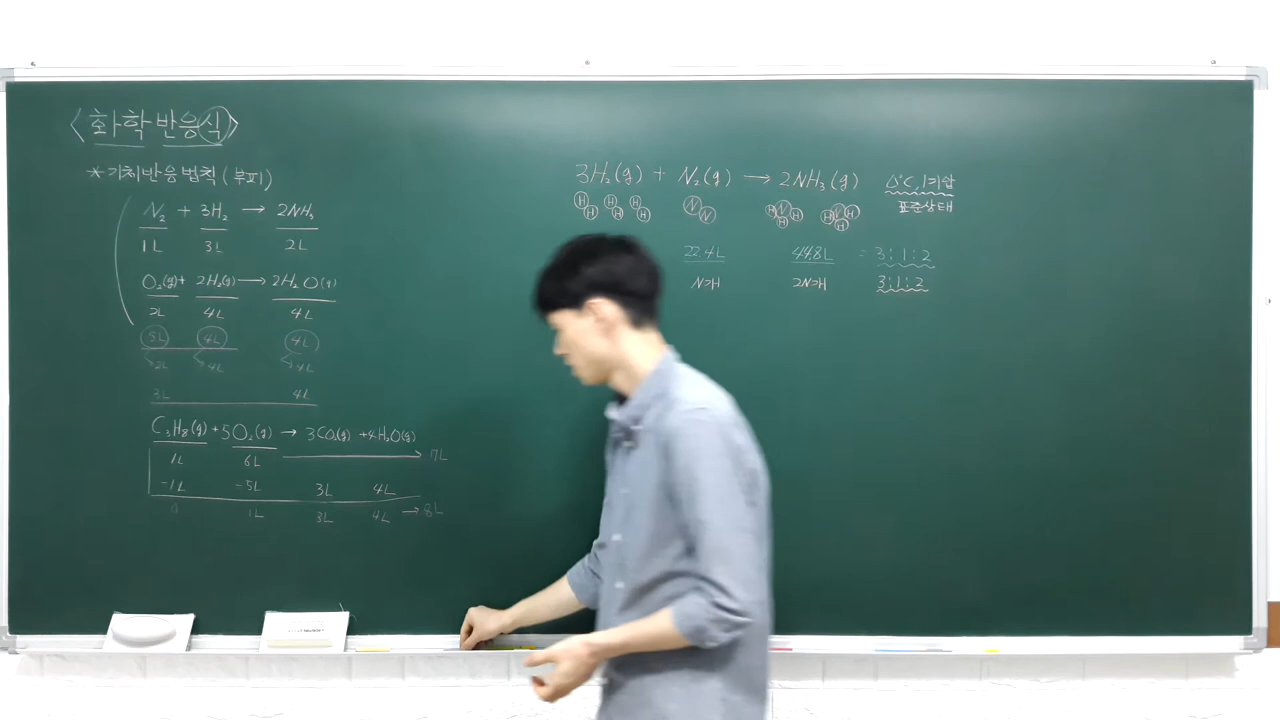 <화학 반응식>
* 기체반응 법칙 (부피)
N₂ + 3H₂ → 2NH₃
1L 3L 2L
O₂(g) + 2H₂(g) → 2H₂O(g)
2L 4L 4L
5L 4L 4L
2L 4L 4L
3L 4L
C₃H₈(g) + 5O₂(g) → 3CO₂(g) + 4H₂O(g)
1L 6L 7L
-1L -5L 3L 4L
0 1L 3L 4L → 8L
3H₂(g) + N₂(g) → 2NH₃(g) 0°C, 1기압
H H H H H H N N H N H H H N H H 표준상태
22.4L 44.8L = 3:1:2
N개 2N개 3:1:2